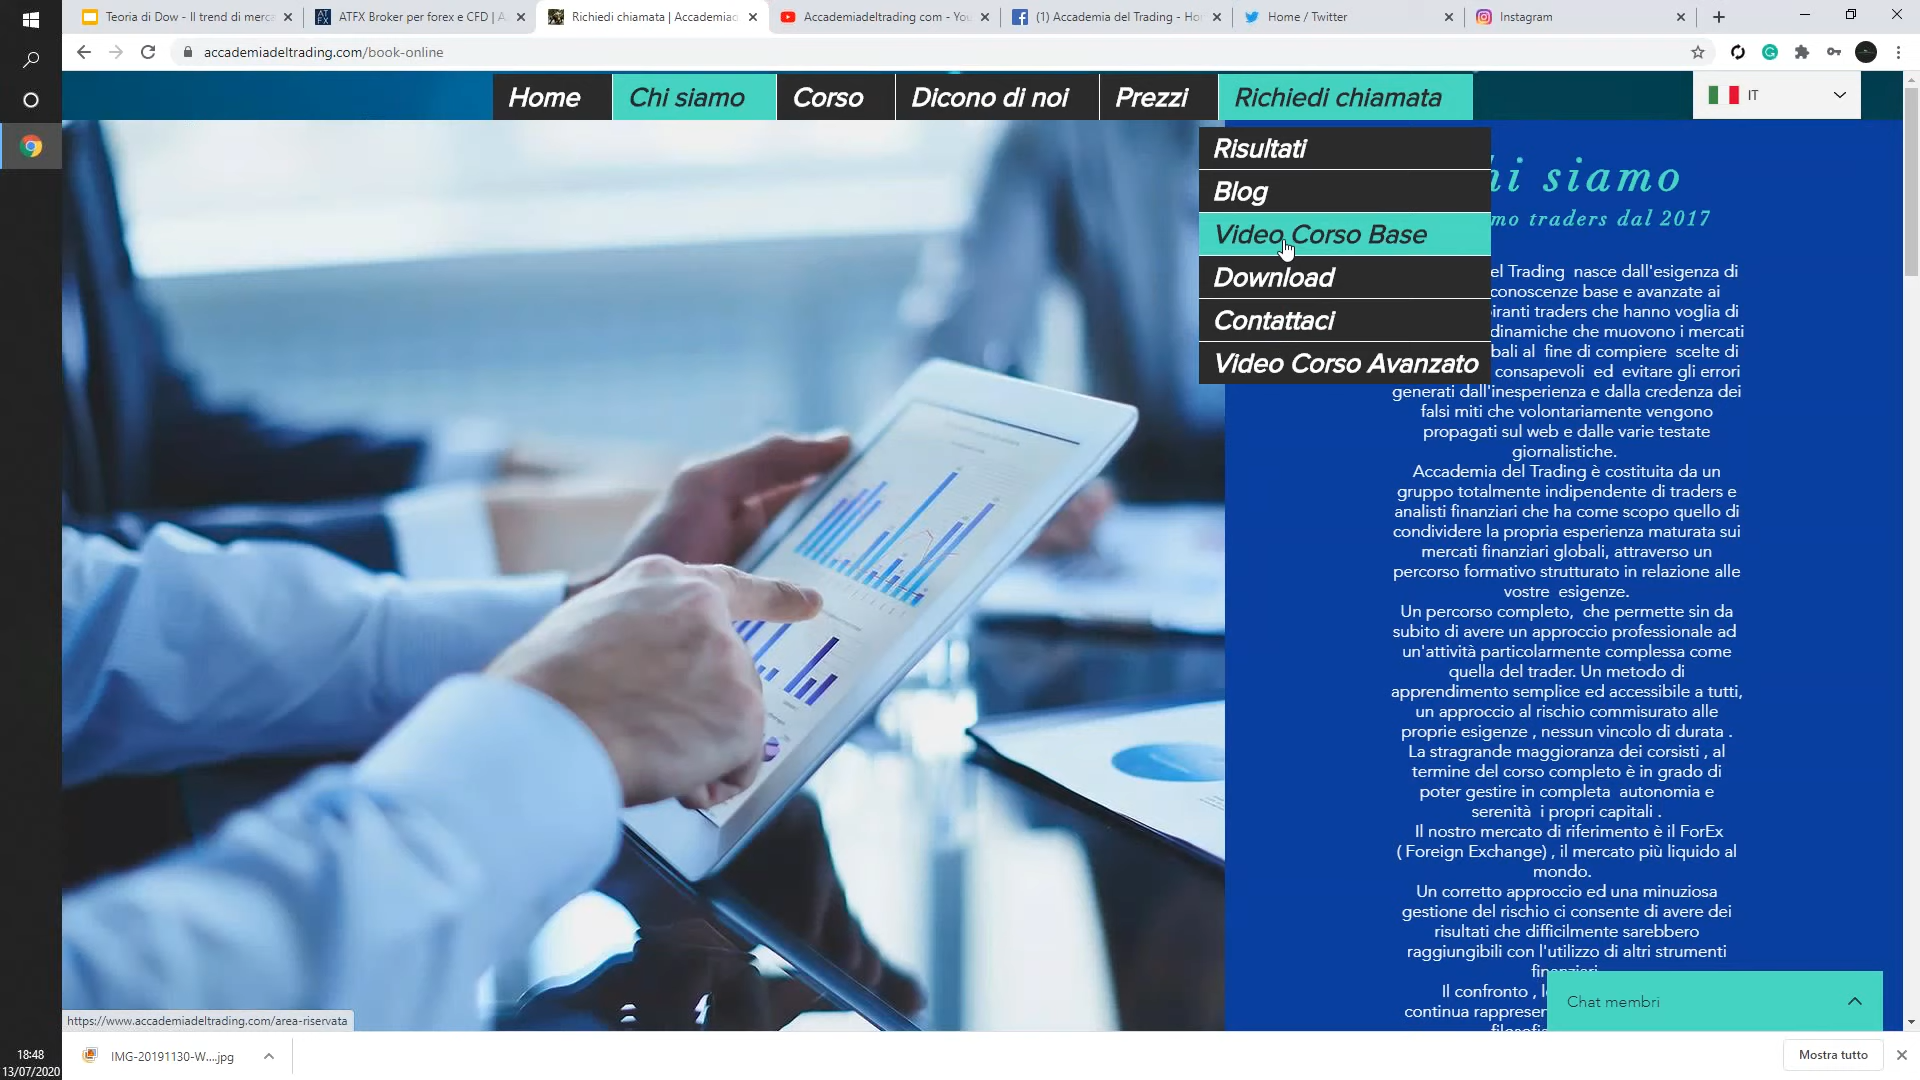 Teoria di Dow - Il trend di merca
ATFX Broker per forex e CFD | A
Richiedi chiamata | Accademiad
Accademiadeltrading com - You
(1) Accademia del Trading - Ho
Home / Twitter
Instagram
accademiadeltrading.com/book-online
Home
Chi siamo
Corso
Dicono di noi
Prezzi
Richiedi chiamata
IT
Risultati
Blog
Video Corso Base
Download
Contattaci
Video Corso Avanzato
hi siamo
mo traders dal 2017
el Trading nasce dall'esigenza di
conoscenze base e avanzate ai
iranti traders che hanno voglia di
dinamiche che muovono i mercati
bali al fine di compiere scelte di
consapevoli ed evitare gli errori
generati dall'inesperienza e dalla credenza dei
falsi miti che volontariamente vengono
propagati sul web e dalle varie testate
giornalistiche.
Accademia del Trading è costituita da un
gruppo totalmente indipendente di traders e
analisti finanziari che ha come scopo quello di
condividere la propria esperienza maturata sui
mercati finanziari globali, attraverso un
percorso formativo strutturato in relazione alle
vostre esigenze.
Un percorso completo, che permette sin da
subito di avere un approccio professionale ad
un'attività particolarmente complessa come
quella del trader. Un metodo di
apprendimento semplice ed accessibile a tutti,
un approccio al rischio commisurato alle
proprie esigenze , nessun vincolo di durata .
La stragrande maggioranza dei corsisti , al
termine del corso completo è in grado di
poter gestire in completa autonomia e
serenità i propri capitali .
Il nostro mercato di riferimento è il ForEx
( Foreign Exchange) , il mercato più liquido al
mondo.
Un corretto approccio ed una minuziosa
gestione del rischio ci consente di avere dei
risultati che difficilmente sarebbero
raggiungibili con l'utilizzo di altri strumenti
finanziari
Il confronto , l
continua rappresen
Chat membri
https://www.accademiadeltrading.com/area-riservata
IMG-20191130-W....jpg
Mostra tutto
18:48
13/07/2020